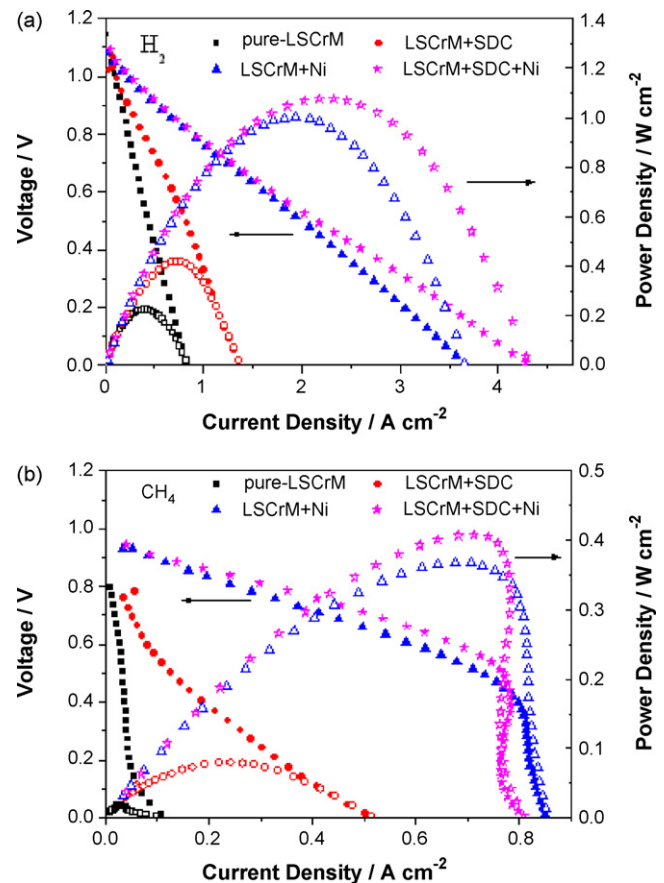 (a)
H2
pure-LSCrM
LSCrM+SDC
LSCrM+Ni
LSCrM+SDC+Ni
Voltage / V
1.2
1.0
0.8
0.6
0.4
0.2
0.0
Power Density / W cm-2
1.4
1.2
1.0
0.8
0.6
0.4
0.2
0.0
0 1 2 3 4
Current Density / A cm-2
(b)
CH4
pure-LSCrM
LSCrM+SDC
LSCrM+Ni
LSCrM+SDC+Ni
Voltage / V
1.2
1.0
0.8
0.6
0.4
0.2
0.0
Power Density / W cm-2
0.5
0.4
0.3
0.2
0.1
0.0
0.0 0.2 0.4 0.6 0.8
Current Density / A cm-2